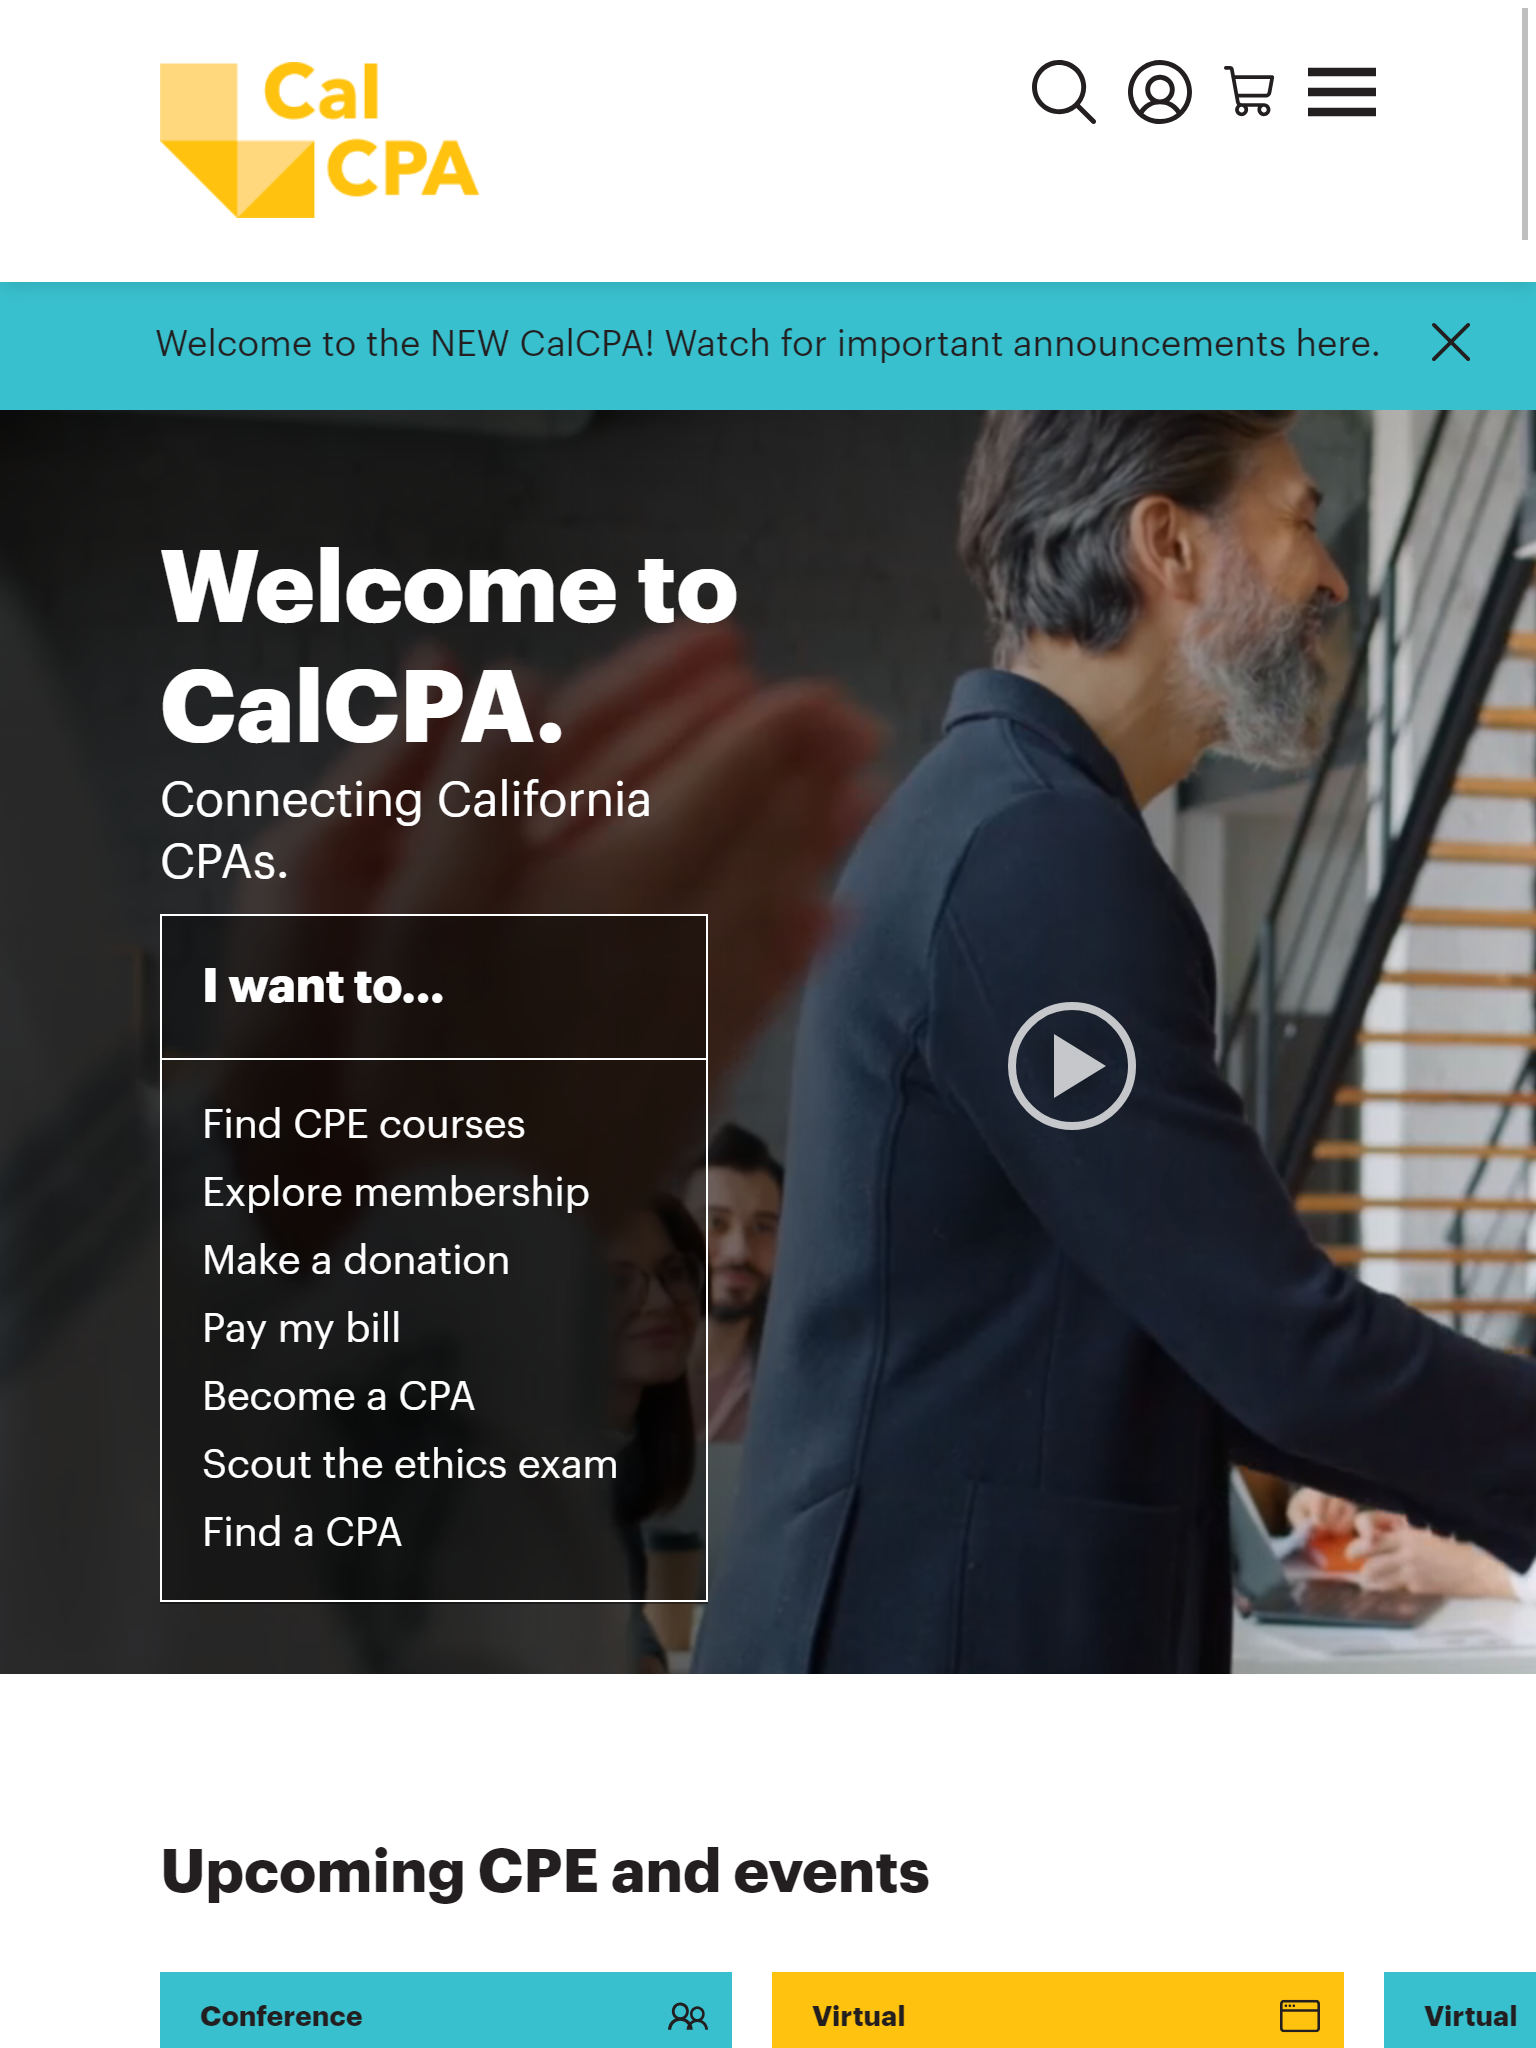 Cal
CPA
Welcome to the NEW CalCPA! Watch for important announcements here.
Welcome to
CalCPA.
Connecting California
CPAs.
I want to...
Find CPE courses
Explore membership
Make a donation
Pay my bill
Become a CPA
Scout the ethics exam
Find a CPA
Upcoming CPE and events
Conference
Virtual
Virtual